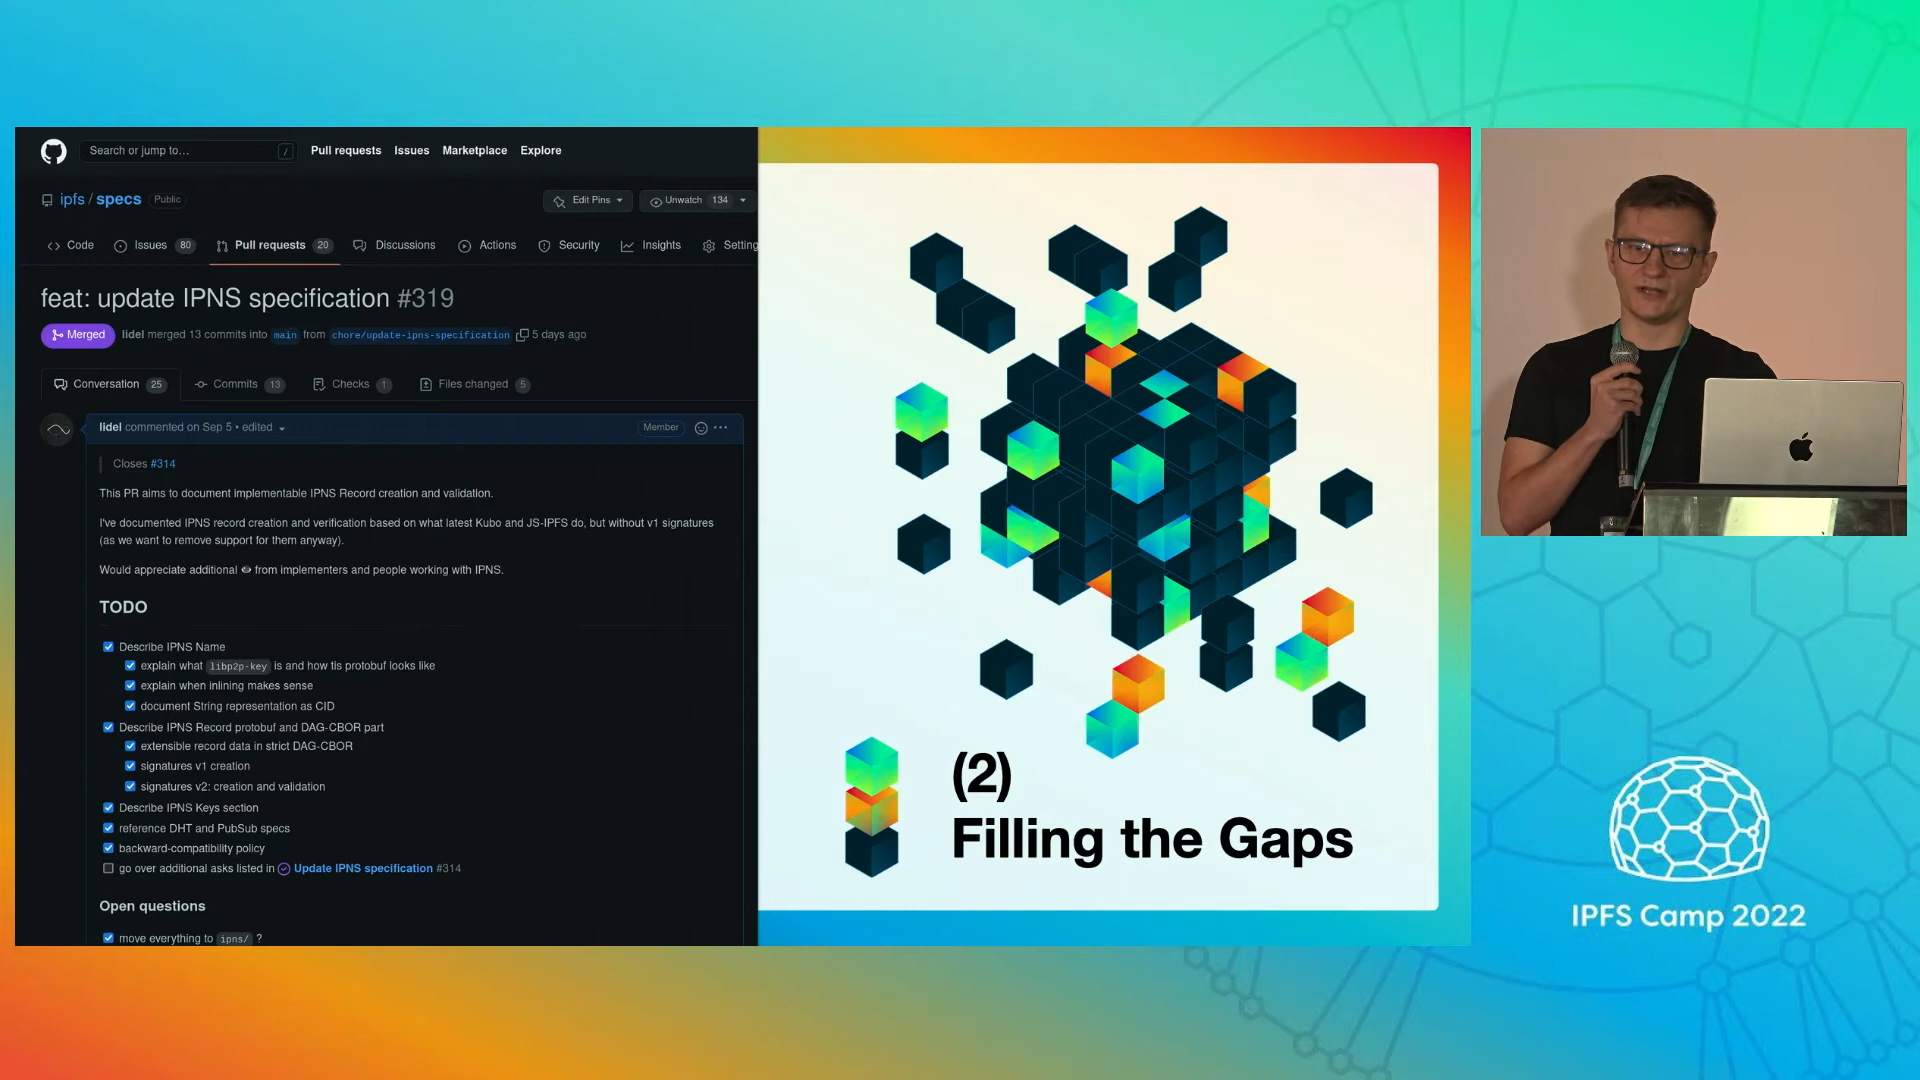 Search or jump to… /
Pull requests Issues Marketplace Explore
ipfs / specs Public
Edit Pins Unwatch 134
Code Issues 80 Pull requests 20 Discussions Actions Security Insights Setting
feat: update IPNS specification #319
Merged lidel merged 13 commits into main from chore/update-ipns-specification 5 days ago
Conversation 25 Commits 13 Checks 1 Files changed 5
lidel commented on Sep 5 • edited Member
Closes #314
This PR aims to document implementable IPNS Record creation and validation.
I've documented IPNS record creation and verification based on what latest Kubo and JS-IPFS do, but without v1 signatures
(as we want to remove support for them anyway).
Would appreciate additional 👁 from implementers and people working with IPNS.
TODO
Describe IPNS Name
explain what libp2p-key is and how tis protobuf looks like
explain when inlining makes sense
document String representation as CID
Describe IPNS Record protobuf and DAG-CBOR part
extensible record data in strict DAG-CBOR
signatures v1 creation
signatures v2: creation and validation
Describe IPNS Keys section
reference DHT and PubSub specs
backward-compatibility policy
go over additional asks listed in Update IPNS specification #314
Open questions
move everything to ipns/ ?
(2)
Filling the Gaps
IPFS Camp 2022